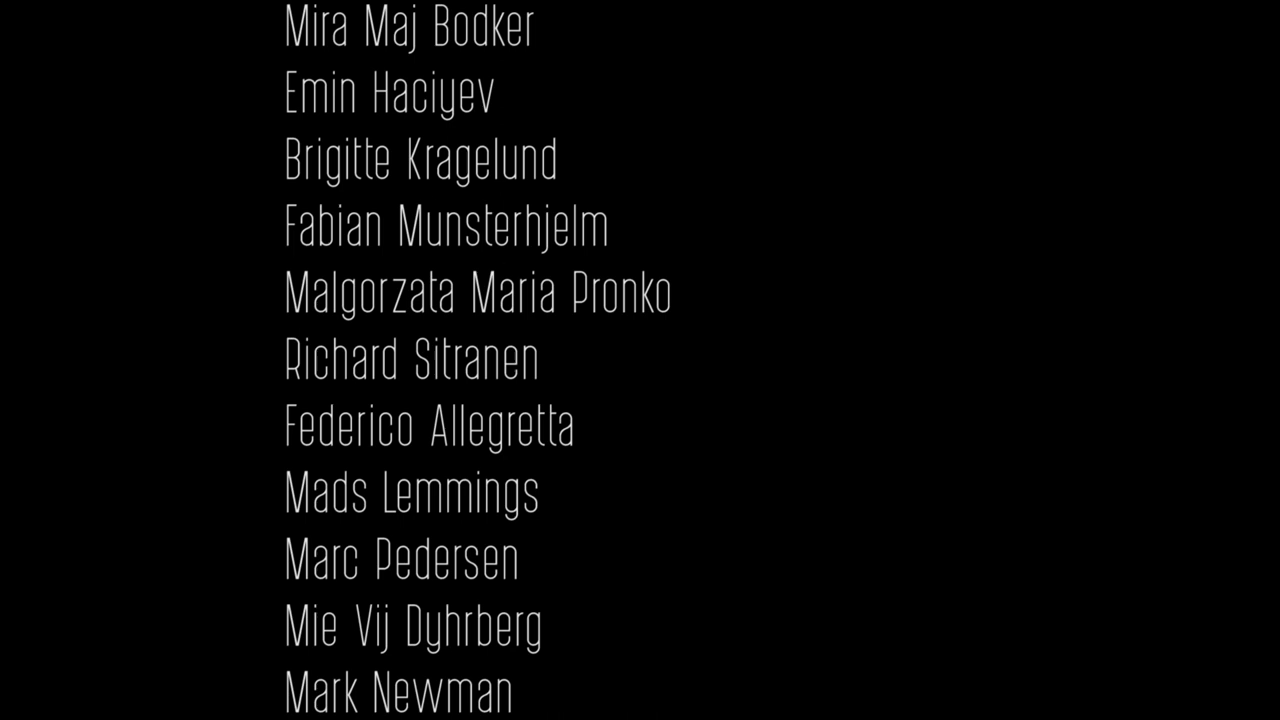 Mira Maj Bodker
Emin Haciyev
Brigitte Kragelund
Fabian Munsterhjelm
Malgorzata Maria Pronko
Richard Sitranen
Federico Allegretta
Mads Lemmings
Marc Pedersen
Mie Vij Dyhrberg
Mark Newman